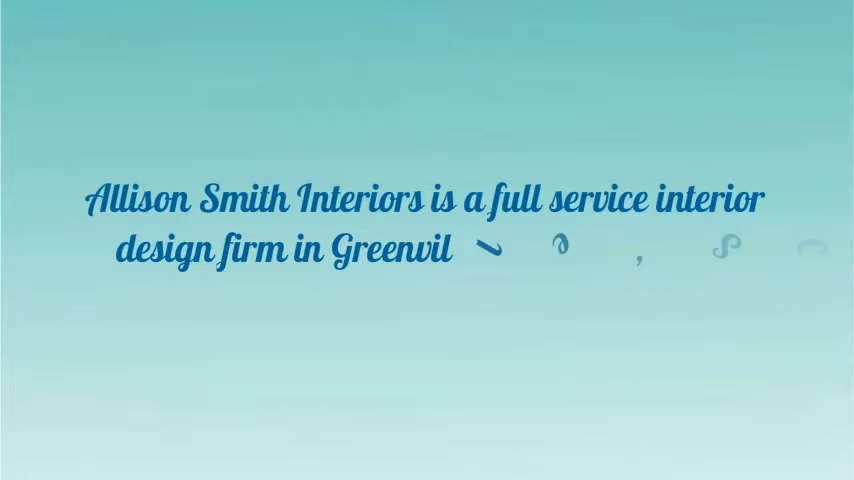 Allison Smith Interiors is a full service interior
design firm in Greenvil